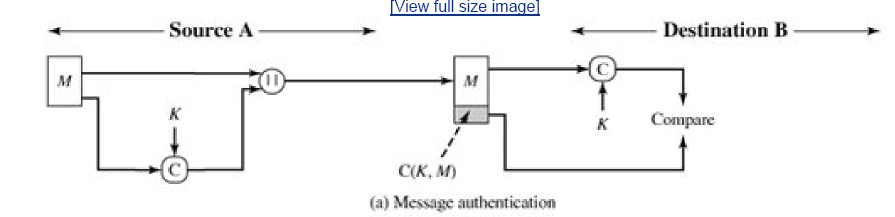 [View full size image]
Source A
Destination B
M
||
M
C
K
K
Compare
C
C(K, M)
(a) Message authentication